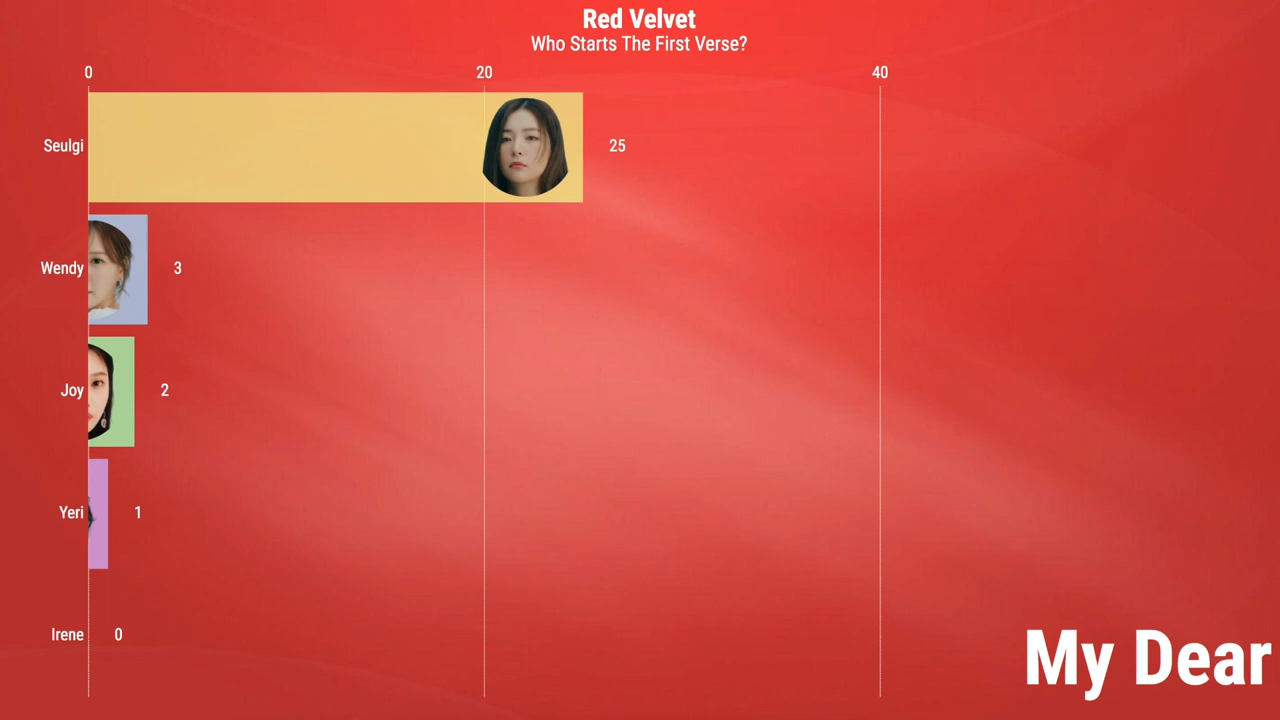 Red Velvet
Who Starts The First Verse?
0 20 40
Seulgi 25
Wendy 3
Joy 2
Yeri 1
Irene 0
My Dear